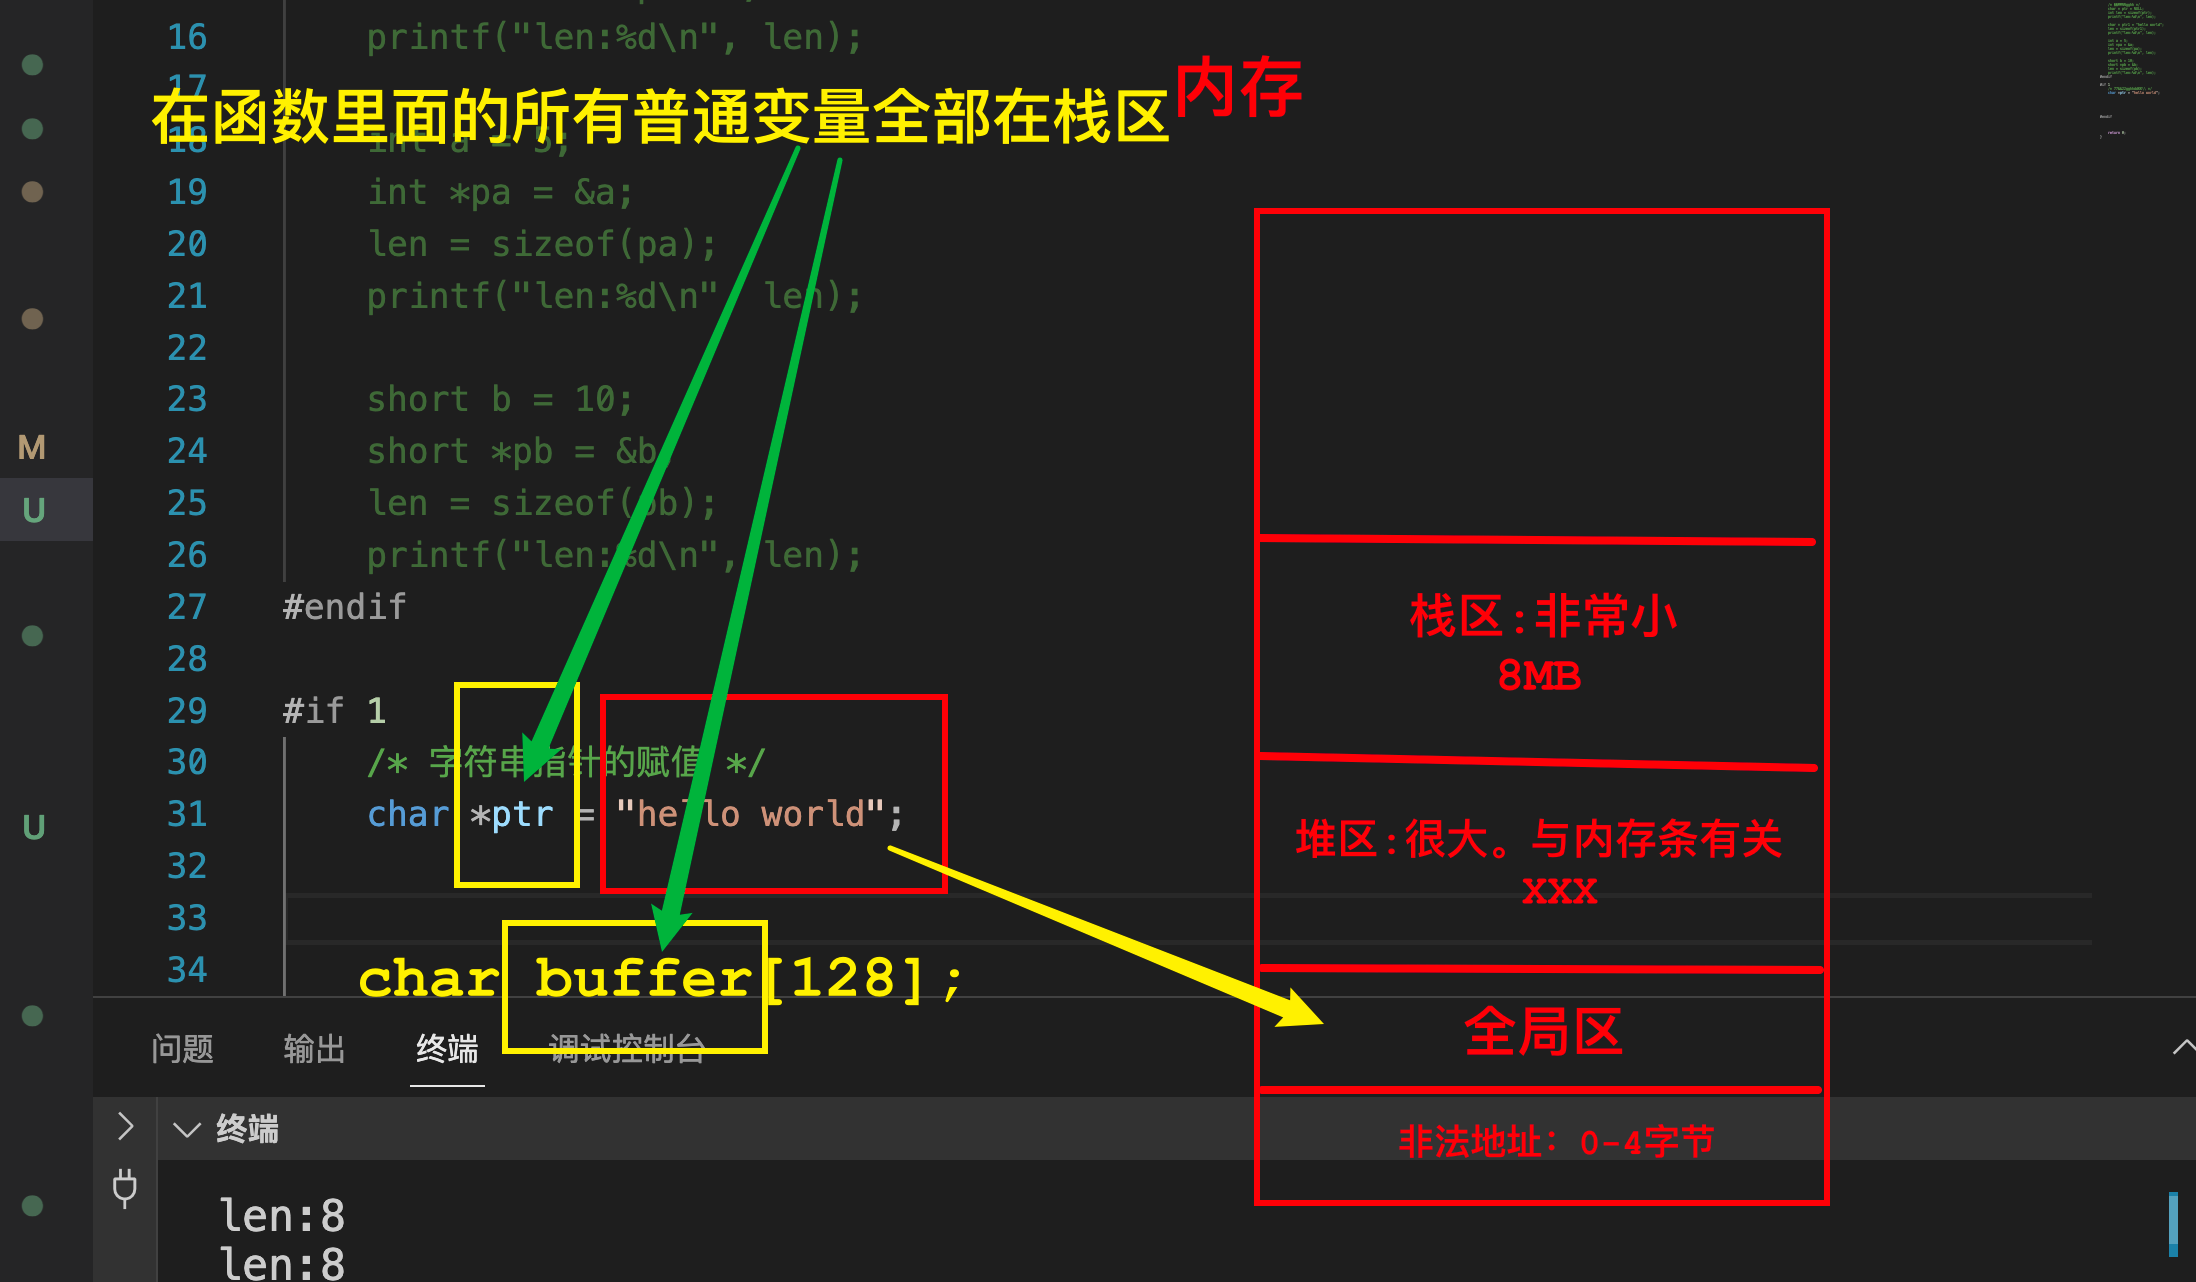 16 printf("len:%d\n", len);
17
在函数里面的所有普通变量全部在栈区
内存
18 int a = 5;
19 int *pa = &a;
20 len = sizeof(pa);
21 printf("len:%d\n" len);
22
23 short b = 10;
24 short *pb = &b
25 len = sizeof(pb);
26 printf("len:%d\n", len);
27 #endif
28
29 #if 1
30 /* 字符串指针的赋值 */
31 char *ptr = "hello world";
32
33
34
char buffer[128];
M
U
U
栈区:非常小
8MB
堆区:很大。与内存条有关
XXX
全局区
非法地址: 0-4字节
问题 输出 终端 调试控制台
终端
len:8
len:8